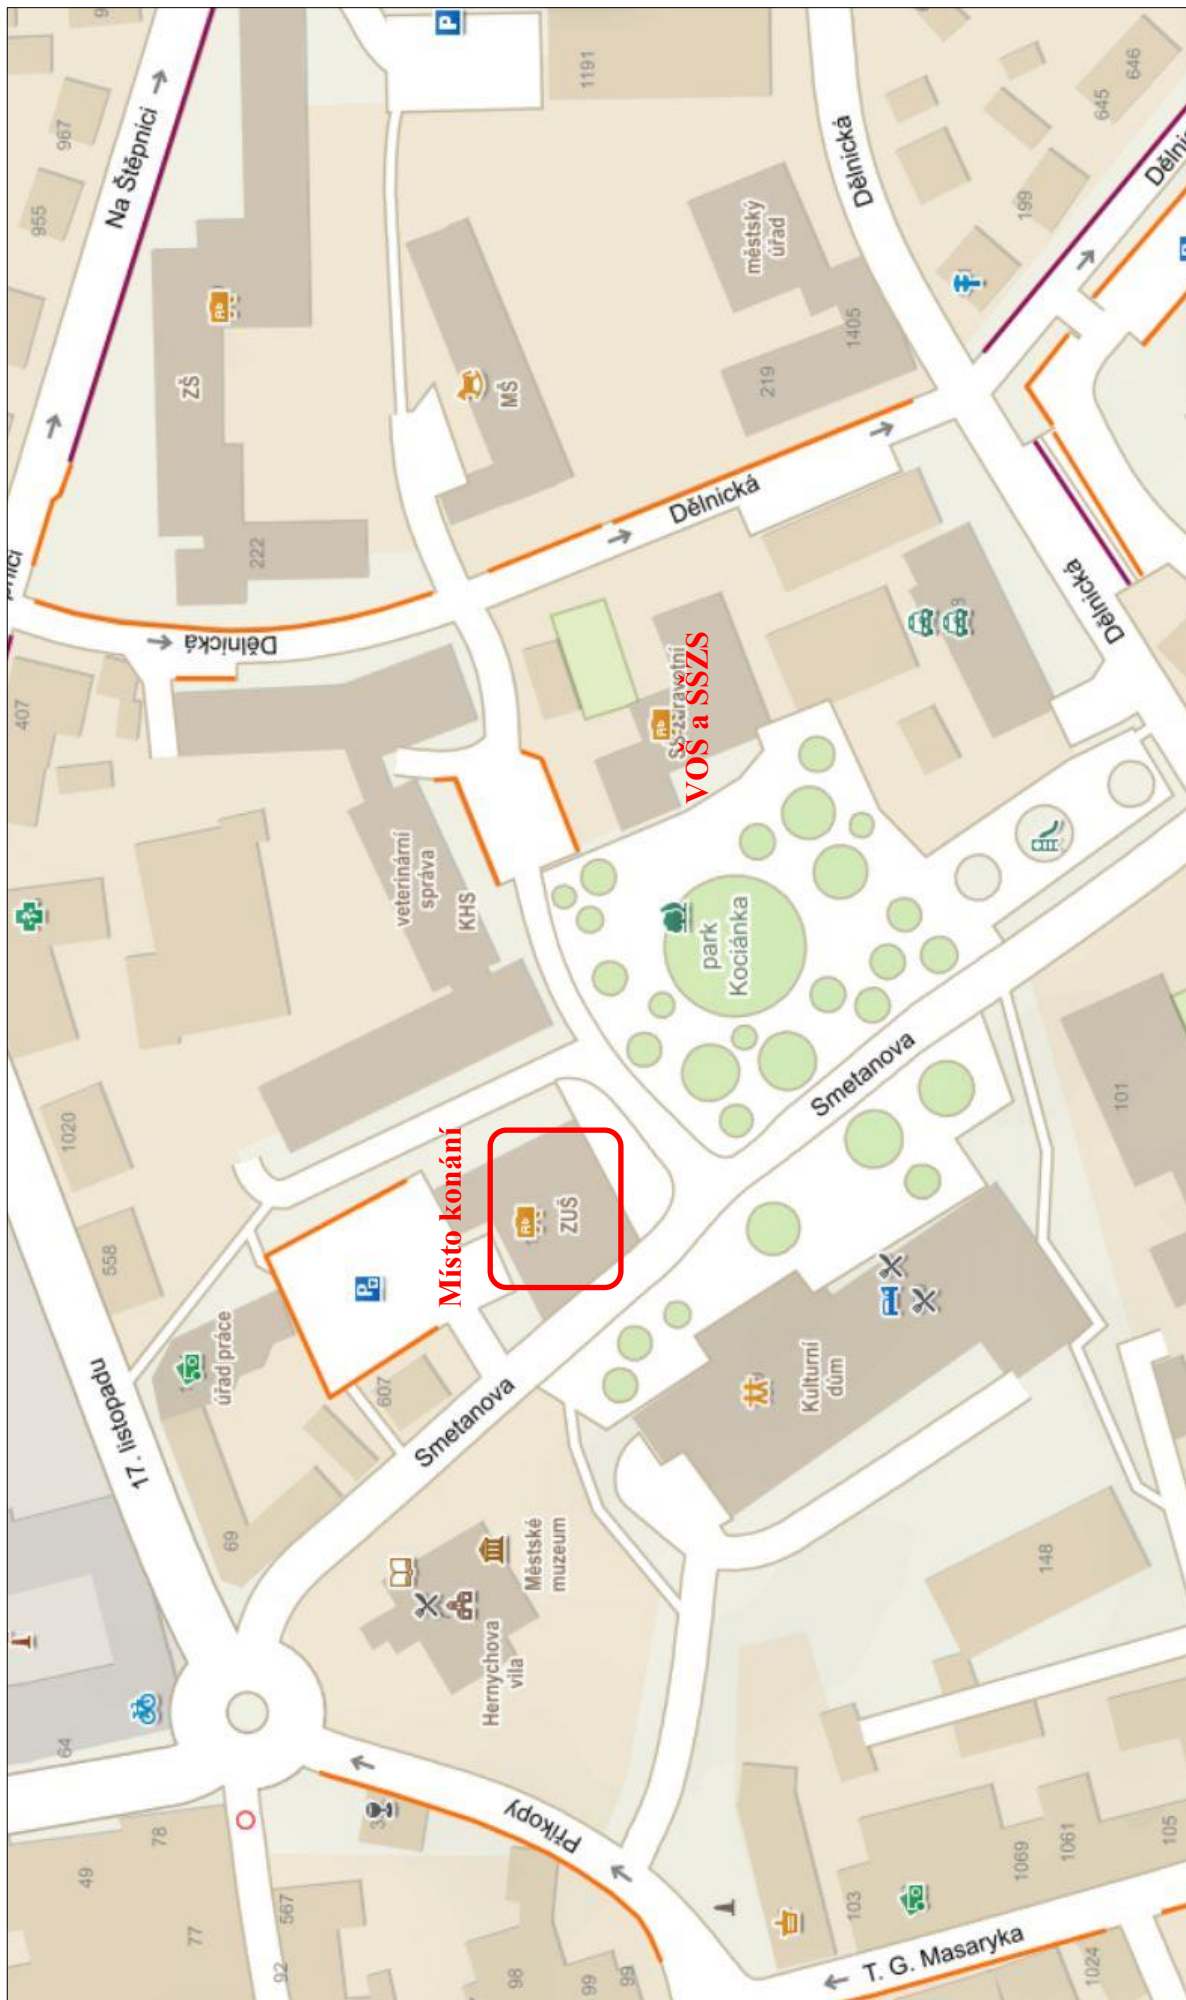 64
49
78
77
92
567
17. listopadu
558
1020
69
úřad práce
407
955
967
Na Štěpnici
ZŠ
222
Dělnická
veterinární
správa
KHS
Místo konání
ZUŠ
607
Smetanova
Hernychova
vila
Městské
muzeum
Příkopy
98
99
99
MŠ
1191
Dělnická
VOŠ a SŠZS
park
Kociánka
městský
úřad
219
1405
Dělnická
Smetanova
Kulturní
dům
103
T. G. Masaryka
1069
1061
105
1024
148
101
Dělnická
199
645
646